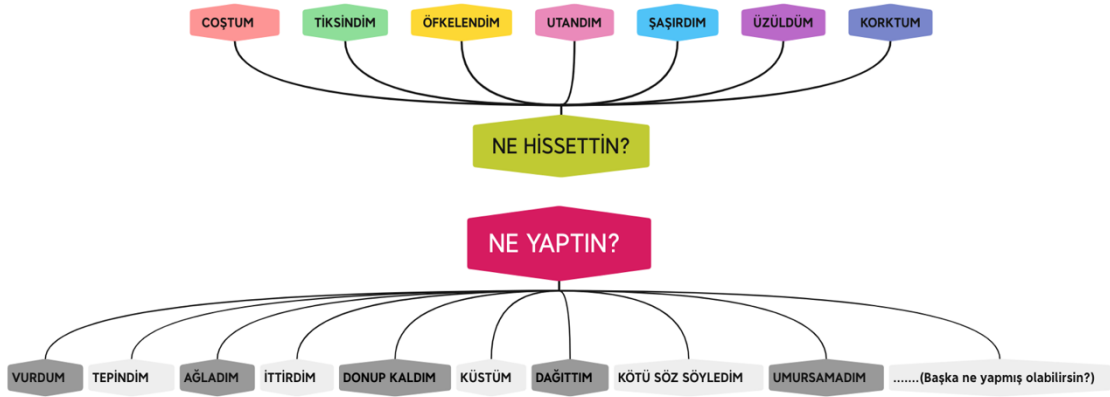 COŞTUM
TİKSİNDİM
ÖFKELENDİM
UTANDIM
ŞAŞIRDIM
ÜZÜLDÜM
KORKTUM
NE HİSSETTİN?
NE YAPTIN?
VURDUM
TEPİNDİM
AĞLADIM
İTTİRDİM
DONUP KALDIM
KÜSTÜM
DAĞITTIM
KÖTÜ SÖZ SÖYLEDİM
UMURSAMADIM
.......(Başka ne yapmış olabilirsin?)